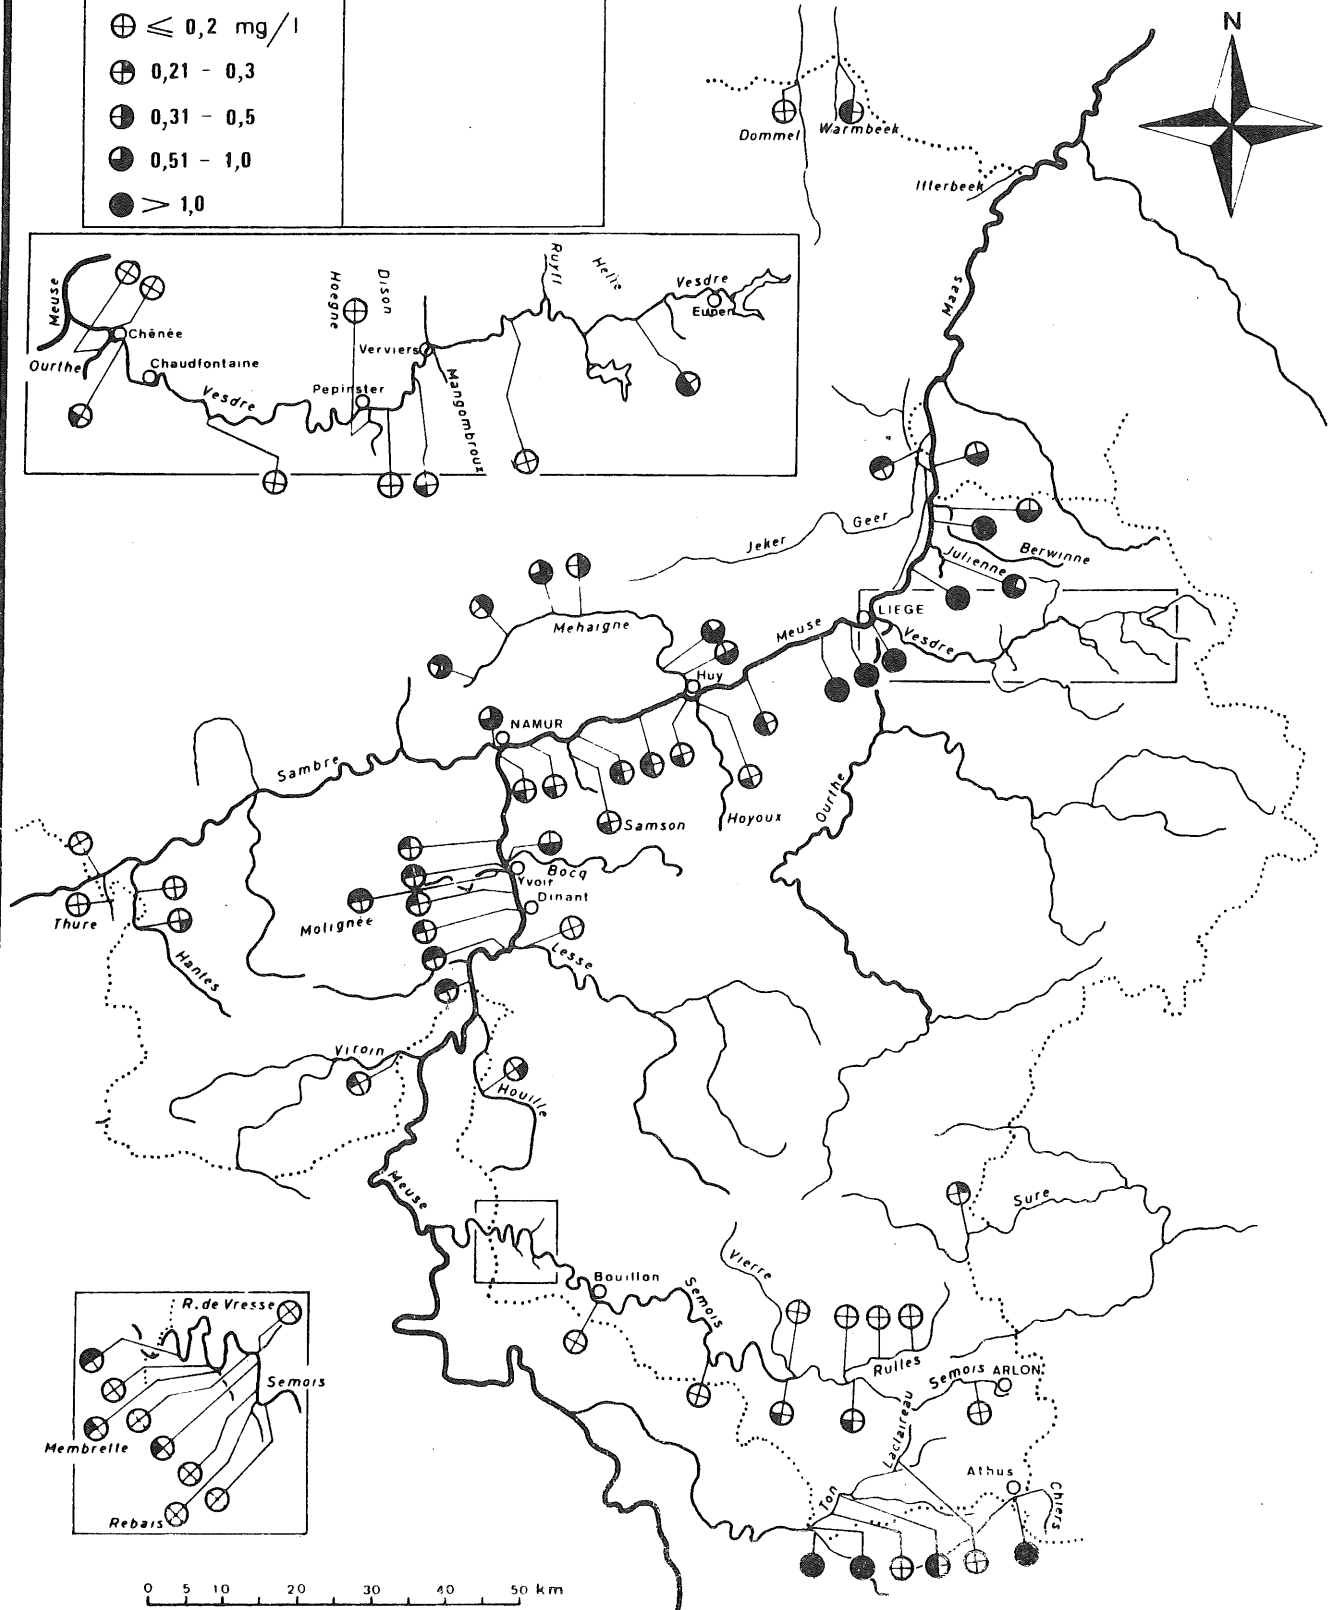 ≤ 0,2 mg/l
0,21 - 0,3
0,31 - 0,5
0,51 - 1,0
> 1,0
N
Dommel
Warmbeek
Itterbeek
Maas
Meuse
Ourthe
Chênée
Chaudfontaine
Vesdre
Hoegne
Dison
Pepinster
Verviers
Mangombroux
Ruyff
Helle
Vesdre
Eupen
Geer
Jeker
Berwinne
Julienne
LIEGE
Vesdre
Mehaigne
Meuse
Huy
NAMUR
Sambre
Samson
Hoyoux
Ourthe
Bocq
Yvoir
Dinant
Molignée
Lesse
Thure
Hantes
Viroin
Houille
Meuse
Sure
Vierre
Bouillon
Semois
Rulles
Semois
ARLON
Laclaireau
Ton
Athus
Chiers
R. de Vresse
Semois
Membrette
Rebais
0 5 10 20 30 40 50 km